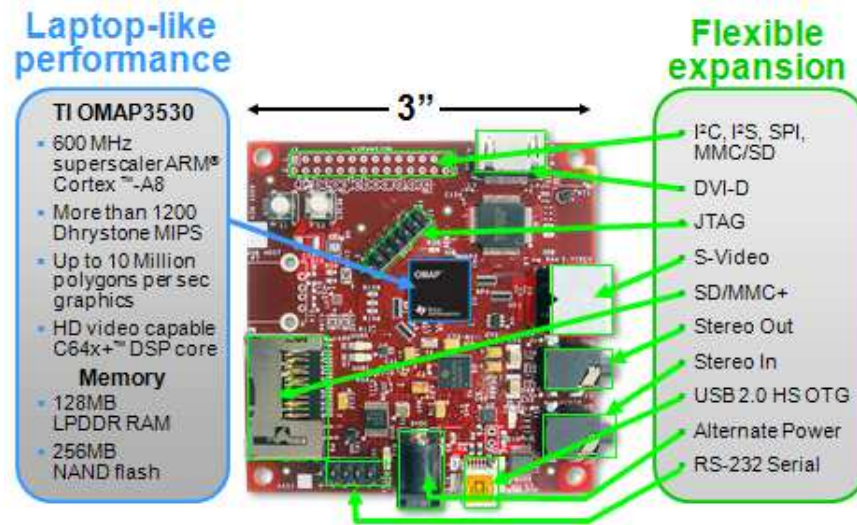 Laptop-like
performance
TI OMAP3530
600 MHz
superscaler ARM®
Cortex ™-A8
More than 1200
Dhrystone MIPS
Up to 10 Million
polygons per sec
graphics
HD video capable
C64x+™ DSP core
Memory
128MB
LPDDR RAM
256MB
NAND flash
3”
EXPANSION
OMAP
Flexible
expansion
I²C, I²S, SPI,
MMC/SD
DVI-D
JTAG
S-Video
SD/MMC+
Stereo Out
Stereo In
USB 2.0 HS OTG
Alternate Power
RS-232 Serial